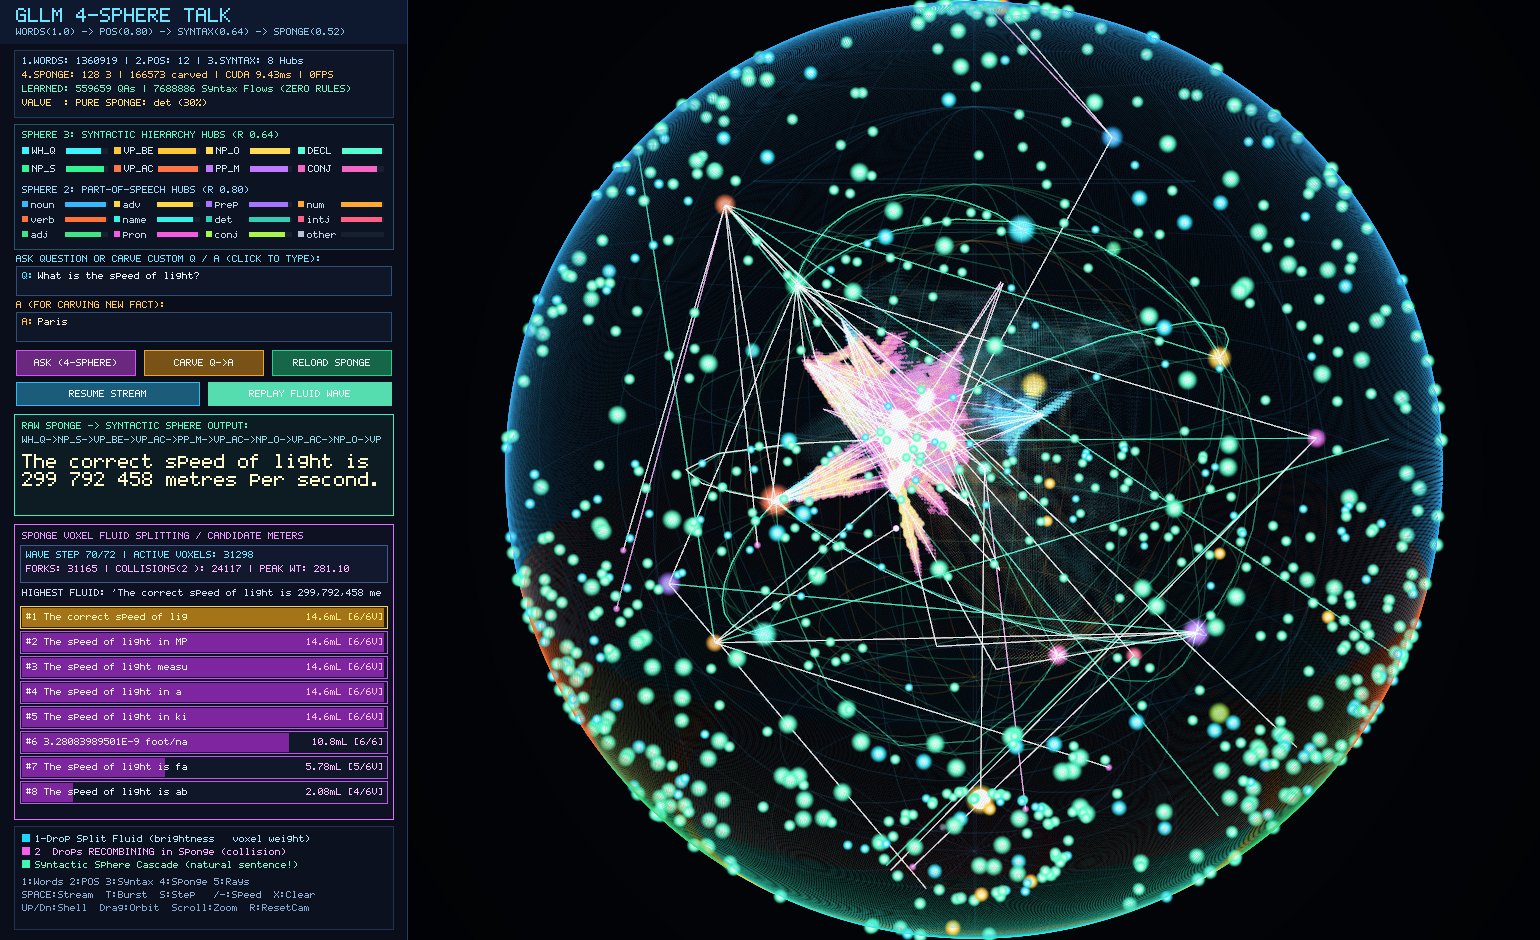 GLLM 4-SPHERE TALK
WORDS(1.0) -> POS(0.80) -> SYNTAX(0.64) -> SPONGE(0.52)
1.WORDS: 1360919 | 2.POS: 12 | 3.SYNTAX: 8 Hubs
4.SPONGE: 128 3 | 166573 carved | CUDA 9.43ms | 0FPS
LEARNED: 559659 QAs | 7688886 Syntax Flows (ZERO RULES)
VALVE : PURE SPONGE: det (30%)
SPHERE 3: SYNTACTIC HIERARCHY HUBS (R 0.64)
WH_Q VP_BE NP_O DECL
NP_S VP_AC PP_M CONJ
SPHERE 2: PART-OF-SPEECH HUBS (R 0.80)
noun adv PreP num
verb name det intj
adj Pron conj other
ASK QUESTION OR CARVE CUSTOM Q / A (CLICK TO TYPE):
Q: What is the sPeed of light?
A (FOR CARVING NEW FACT):
A: Paris
ASK (4-SPHERE) CARVE Q->A RELOAD SPONGE
RESUME STREAM REPLAY FLUID WAVE
RAW SPONGE -> SYNTACTIC SPHERE OUTPUT:
WH_Q->NP_S->VP_BE->VP_AC->PP_M->VP_AC->NP_O->VP_AC->NP_O->VP
The correct sPeed of light is
299 792 458 metres Per second.
SPONGE VOXEL FLUID SPLITTING / CANDIDATE METERS
WAVE STEP 70/72 | ACTIVE VOXELS: 31298
FORKS: 31165 | COLLISIONS(2 ): 24117 | PEAK WT: 281.10
HIGHEST FLUID: 'The correct sPeed of light is 299,792,458 me
#1 The correct sPeed of lig 14.6mL [6/6V]
#2 The sPeed of light in MP 14.6mL [6/6V]
#3 The sPeed of light measu 14.6mL [6/6V]
#4 The sPeed of light in a 14.6mL [6/6V]
#5 The sPeed of light in ki 14.6mL [6/6V]
#6 3.28083989501E-9 foot/na 10.8mL [6/6]
#7 The sPeed of light is fa 5.78mL [5/6V]
#8 The sPeed of light is ab 2.08mL [4/6V]
1-DroP SPlit Fluid (brightness voxel weight)
2 DroPs RECOMBINING in SPonge (collision)
Syntactic SPhere Cascade (natural sentence!)
1:Words 2:POS 3:Syntax 4:SPonge 5:Rays
SPACE:Stream T:Burst S:SteP /-:SPeed X:Clear
UP/Dn:Shell Drag:Orbit Scroll:Zoom R:ResetCam